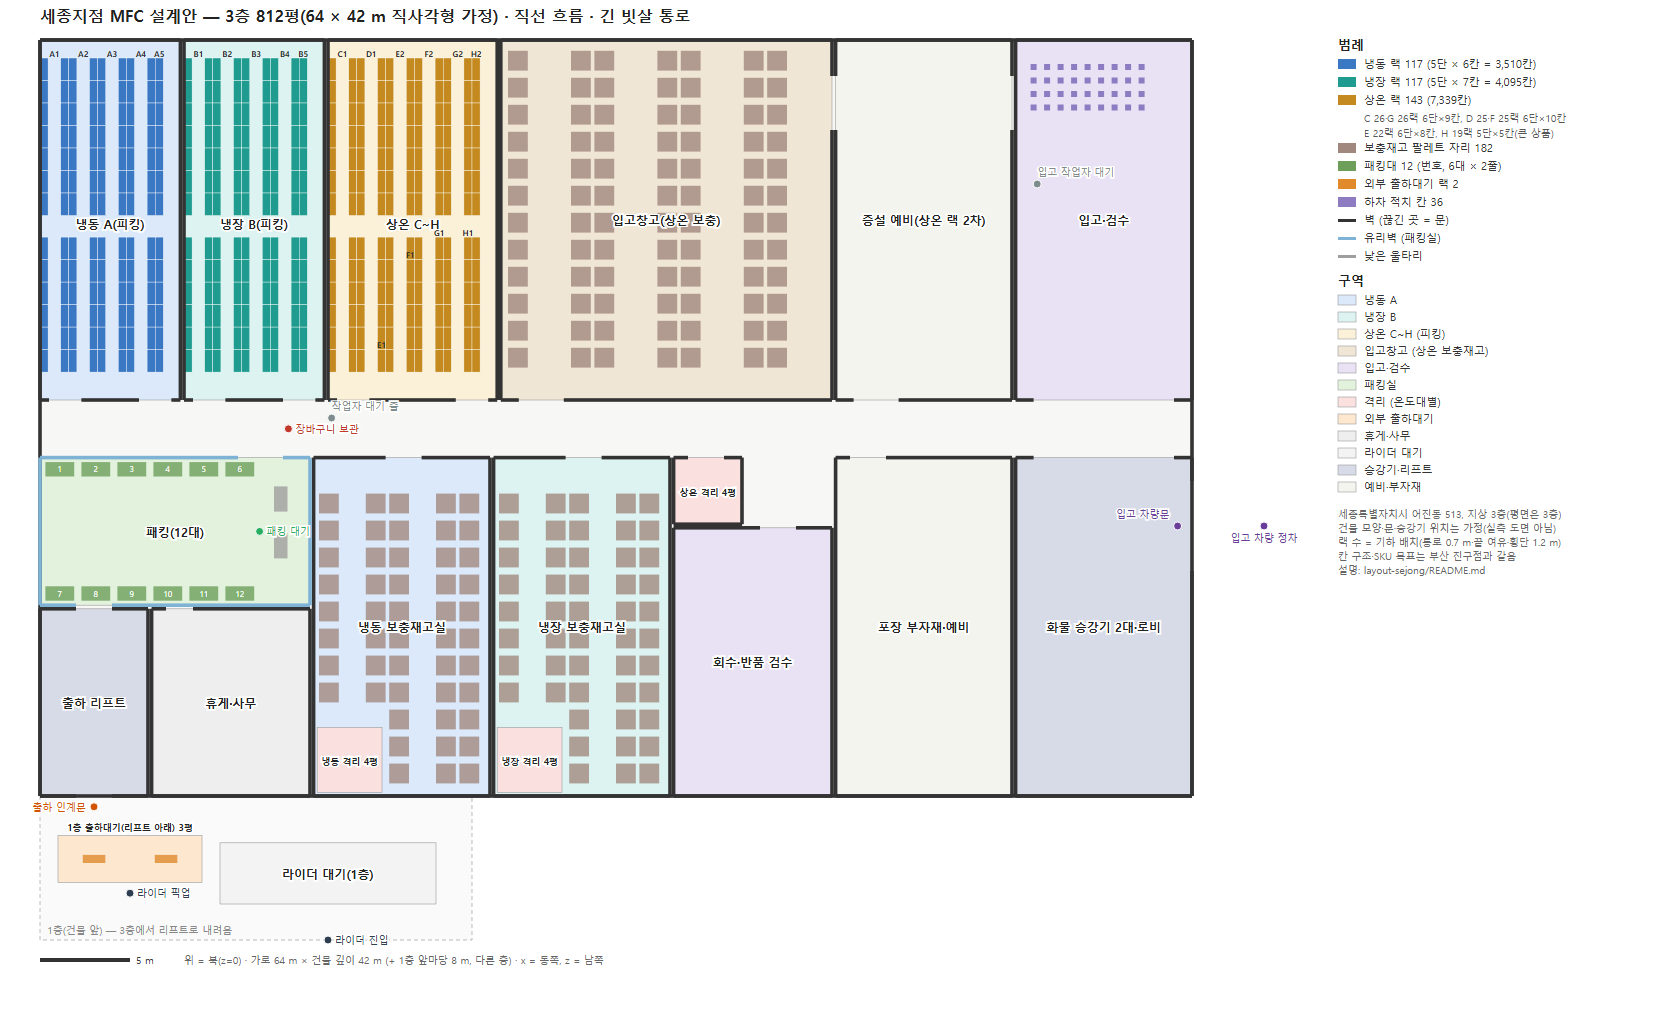 세종지점 MFC 설계안 — 3층 812평(64 × 42 m 직사각형 가정) · 직선 흐름 · 긴 빗살 통로
A1 A2 A3 A4 A5 B1 B2 B3 B4 B5 C1 D1 E2 F2 G2 H2
냉동 A(피킹)
냉장 B(피킹)
상온 C~H
입고창고(상온 보충)
증설 예비(상온 랙 2차)
입고·검수
입고 작업자 대기
G1 H1
F1
E1
작업자 대기 줄
장바구니 보관
1 2 3 4 5 6
패킹(12대)
패킹 대기
7 8 9 10 11 12
상온 격리 4평
입고 차량문
입고 차량 정차
냉동 보충재고실
냉장 보충재고실
회수·반품 검수
포장 부자재·예비
화물 승강기 2대·로비
출하 리프트
휴게·사무
냉동 격리 4평
냉장 격리 4평
출하 인계문
1층 출하대기(리프트 아래) 3평
라이더 대기(1층)
라이더 픽업
1층(건물 앞) — 3층에서 리프트로 내려옴
라이더 진입
5 m
위 = 북(z=0) · 가로 64 m × 건물 깊이 42 m (+ 1층 앞마당 8 m, 다른 층) · x = 동쪽, z = 남쪽
범례
냉동 랙 117 (5단 × 6칸 = 3,510칸)
냉장 랙 117 (5단 × 7칸 = 4,095칸)
상온 랙 143 (7,339칸)
C 26·G 26랙 6단×9칸, D 25·F 25랙 6단×10칸
E 22랙 6단×8칸, H 19랙 5단×5칸(큰 상품)
보충재고 팔레트 자리 182
패킹대 12 (번호, 6대 × 2줄)
외부 출하대기 랙 2
하차 적치 칸 36
벽 (끊긴 곳 = 문)
유리벽 (패킹실)
낮은 울타리
구역
냉동 A
냉장 B
상온 C~H (피킹)
입고창고 (상온 보충재고)
입고·검수
패킹실
격리 (온도대별)
외부 출하대기
휴게·사무
라이더 대기
승강기·리프트
예비·부자재
세종특별자치시 어진동 513, 지상 3층(평면은 3층)
건물 모양·문·승강기 위치는 가정(실측 도면 아님)
랙 수 = 기하 배치(통로 0.7 m·끝 여유·횡단 1.2 m)
칸 구조·SKU 목표는 부산 진구점과 같음
설명: layout-sejong/README.md